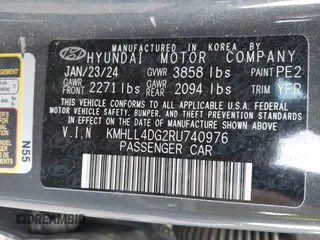 MANUFACTURED IN KOREA BY
HYUNDAI MOTOR COMPANY
JAN/23/24 GVWR 3858 lbs PAINT PE2
GAWR FRONT 2271 lbs GAWR REAR 2094 lbs TRIM YFR
THIS VEHICLE CONFORMS TO ALL APPLICABLE
FEDERAL MOTOR VEHICLE SAFETY, BUMPER, AND
THEFT PREVENTION STANDARDS IN EFFECT ON
THE DATE OF MANUFACTURE SHOWN ABOVE.
V.I.N KMHLL4DG2RU740976
PASSENGER CAR
N55